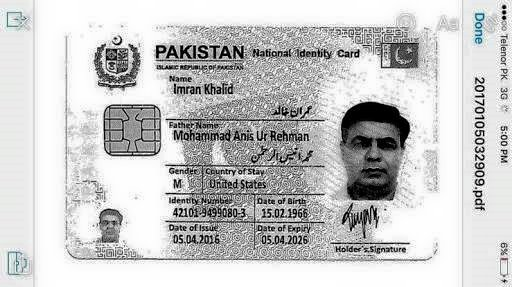 PAKISTAN National Identity Card
ISLAMIC REPUBLIC OF PAKISTAN
Name
Imran Khalid
عمران خالد
Father Name
Mohammad Anis Ur Rehman
محمد انیس الرحمٰن
Gender Country of Stay
M United States
Identity Number Date of Birth
42101-9499080-3 15.02.1966
Date of Issue Date of Expiry
05.04.2016 05.04.2026
Holder's Signature
Aa
Done 20170105032909.pdf
Telenor PK 3G 5:00 PM 6%